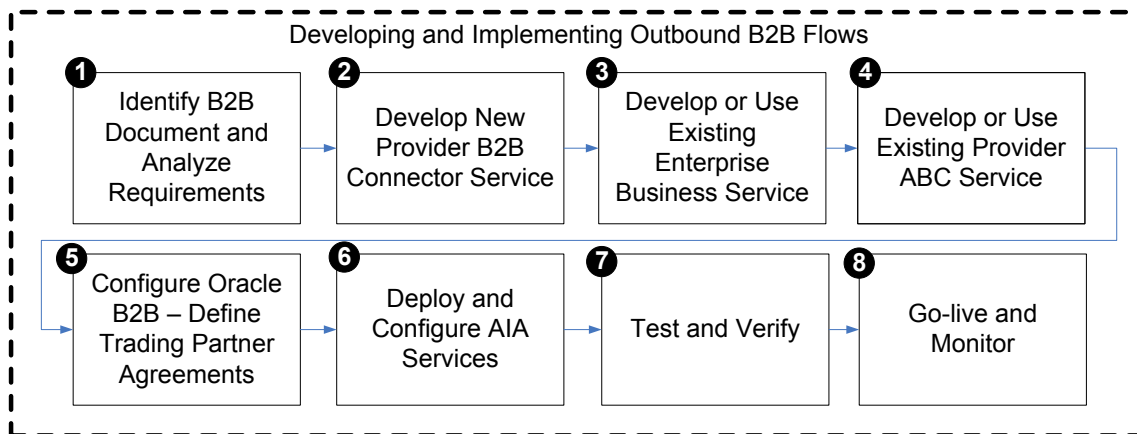 Developing and Implementing Outbound B2B Flows
1
Identify B2B
Document and
Analyze
Requirements
2
Develop New
Provider B2B
Connector Service
3
Develop or Use
Existing
Enterprise
Business Service
4
Develop or Use
Existing Provider
ABC Service
5
Configure Oracle
B2B – Define
Trading Partner
Agreements
6
Deploy and
Configure AIA
Services
7
Test and Verify
8
Go-live and
Monitor